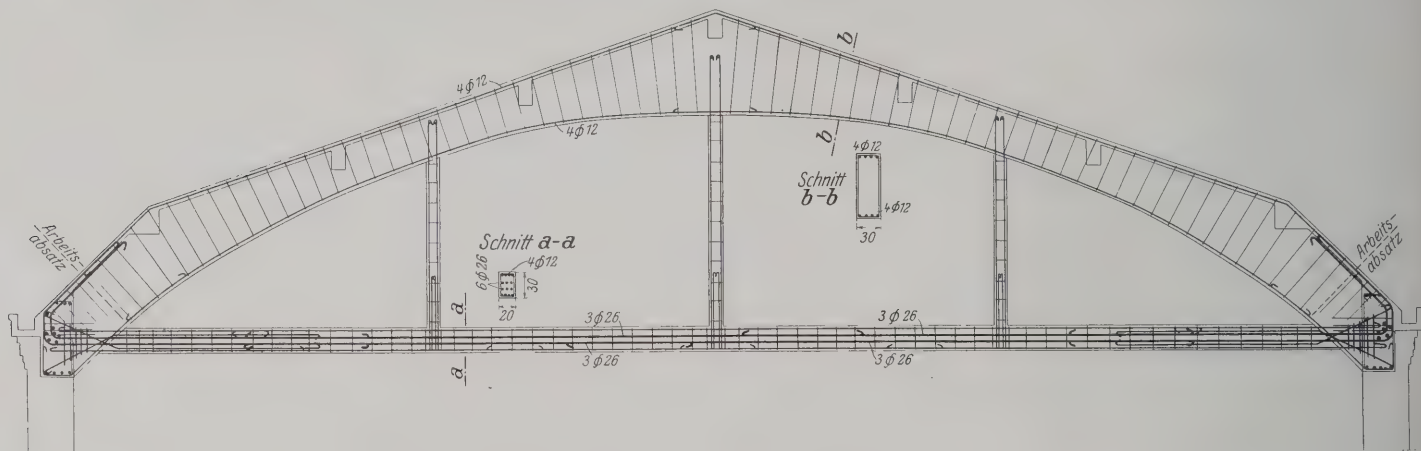 b
4ϕ12
4ϕ12
b
4ϕ12
Schnitt
b-b
4ϕ12
30
Arbeits-
absatz
Arbeits-
absatz
Schnitt a-a
4ϕ12
6ϕ26
30
20
a
3ϕ26
3ϕ26
3ϕ26
3ϕ26
a